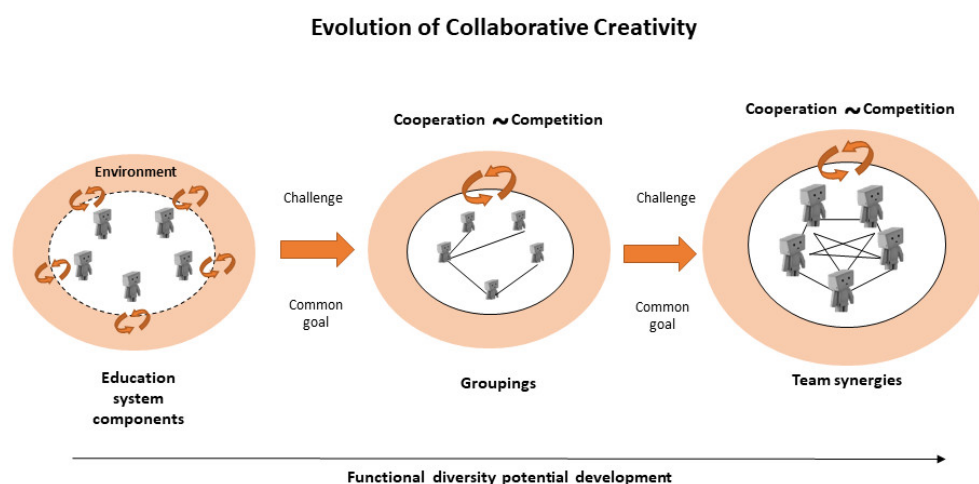 Evolution of Collaborative Creativity
Cooperation ~ Competition
Cooperation ~ Competition
Environment
Challenge
Challenge
Common
goal
Common
goal
Education
system
components
Groupings
Team synergies
Functional diversity potential development